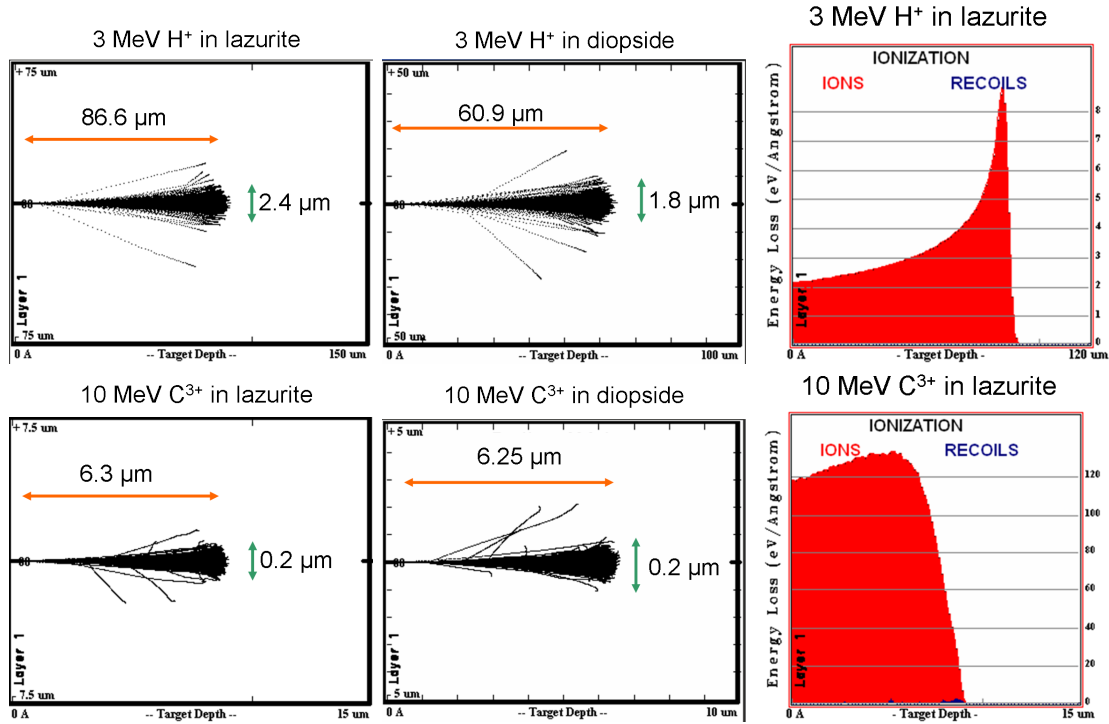 3 MeV H⁺ in lazurite
+75 um
86.6 µm
2.4 µm
Layer 1
75 um
0 A
-- Target Depth --
150 um
3 MeV H⁺ in diopside
+50 um
60.9 µm
1.8 µm
Layer 1
50 um
0 A
-- Target Depth --
100 um
3 MeV H⁺ in lazurite
IONIZATION
IONS RECOILS
Energy Loss (eV/Angstrom)
Layer 1
8
7
6
5
4
3
2
1
0
0 A
- Target Depth -
120 um
10 MeV C³⁺ in lazurite
+7.5 um
6.3 µm
0.2 µm
Layer 1
7.5 um
0 A
-- Target Depth --
15 um
10 MeV C³⁺ in diopside
+5 um
6.25 µm
0.2 µm
Layer 1
5 um
0 A
-- Target Depth --
10 um
10 MeV C³⁺ in lazurite
IONIZATION
IONS RECOILS
Energy Loss (eV/Angstrom)
Layer 1
120
100
80
60
40
20
0
0 A
-- Target Depth --
15 um